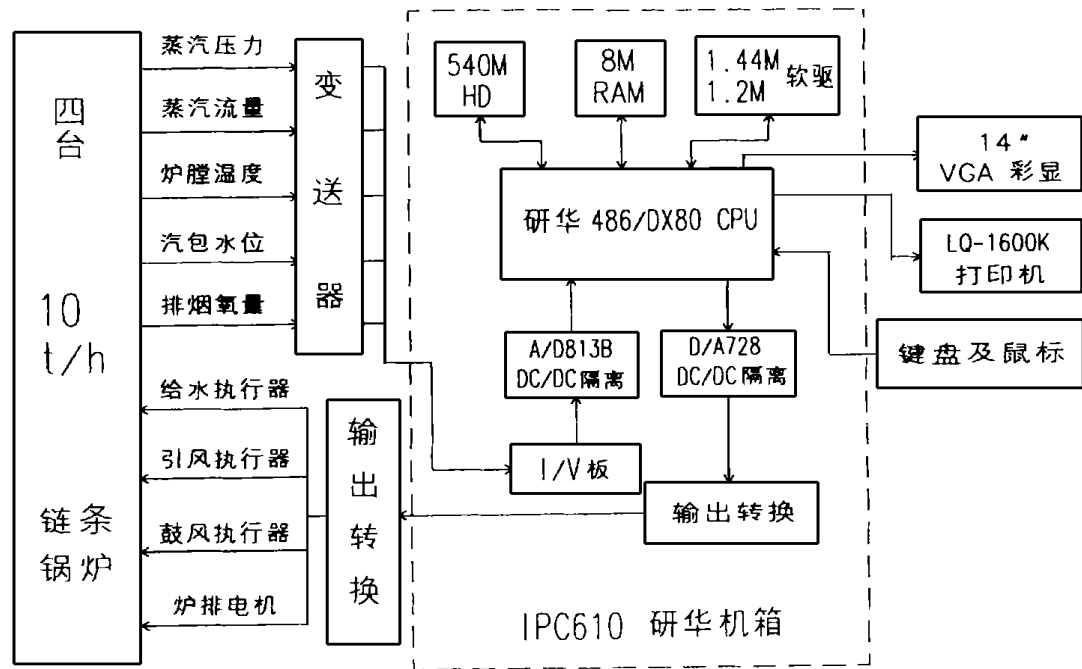 四台
10
t/h
链条
锅炉
蒸汽压力
蒸汽流量
炉膛温度
汽包水位
排烟氧量
给水执行器
引风执行器
鼓风执行器
炉排电机
变送器
输出转换
540M
HD
8M
RAM
1.44M
1.2M
软驱
研华 486/DX80 CPU
A/D813B
DC/DC隔离
D/A728
DC/DC隔离
I/V板
输出转换
IPC610 研华机箱
14"
VGA 彩显
LQ-1600K
打印机
键盘及鼠标